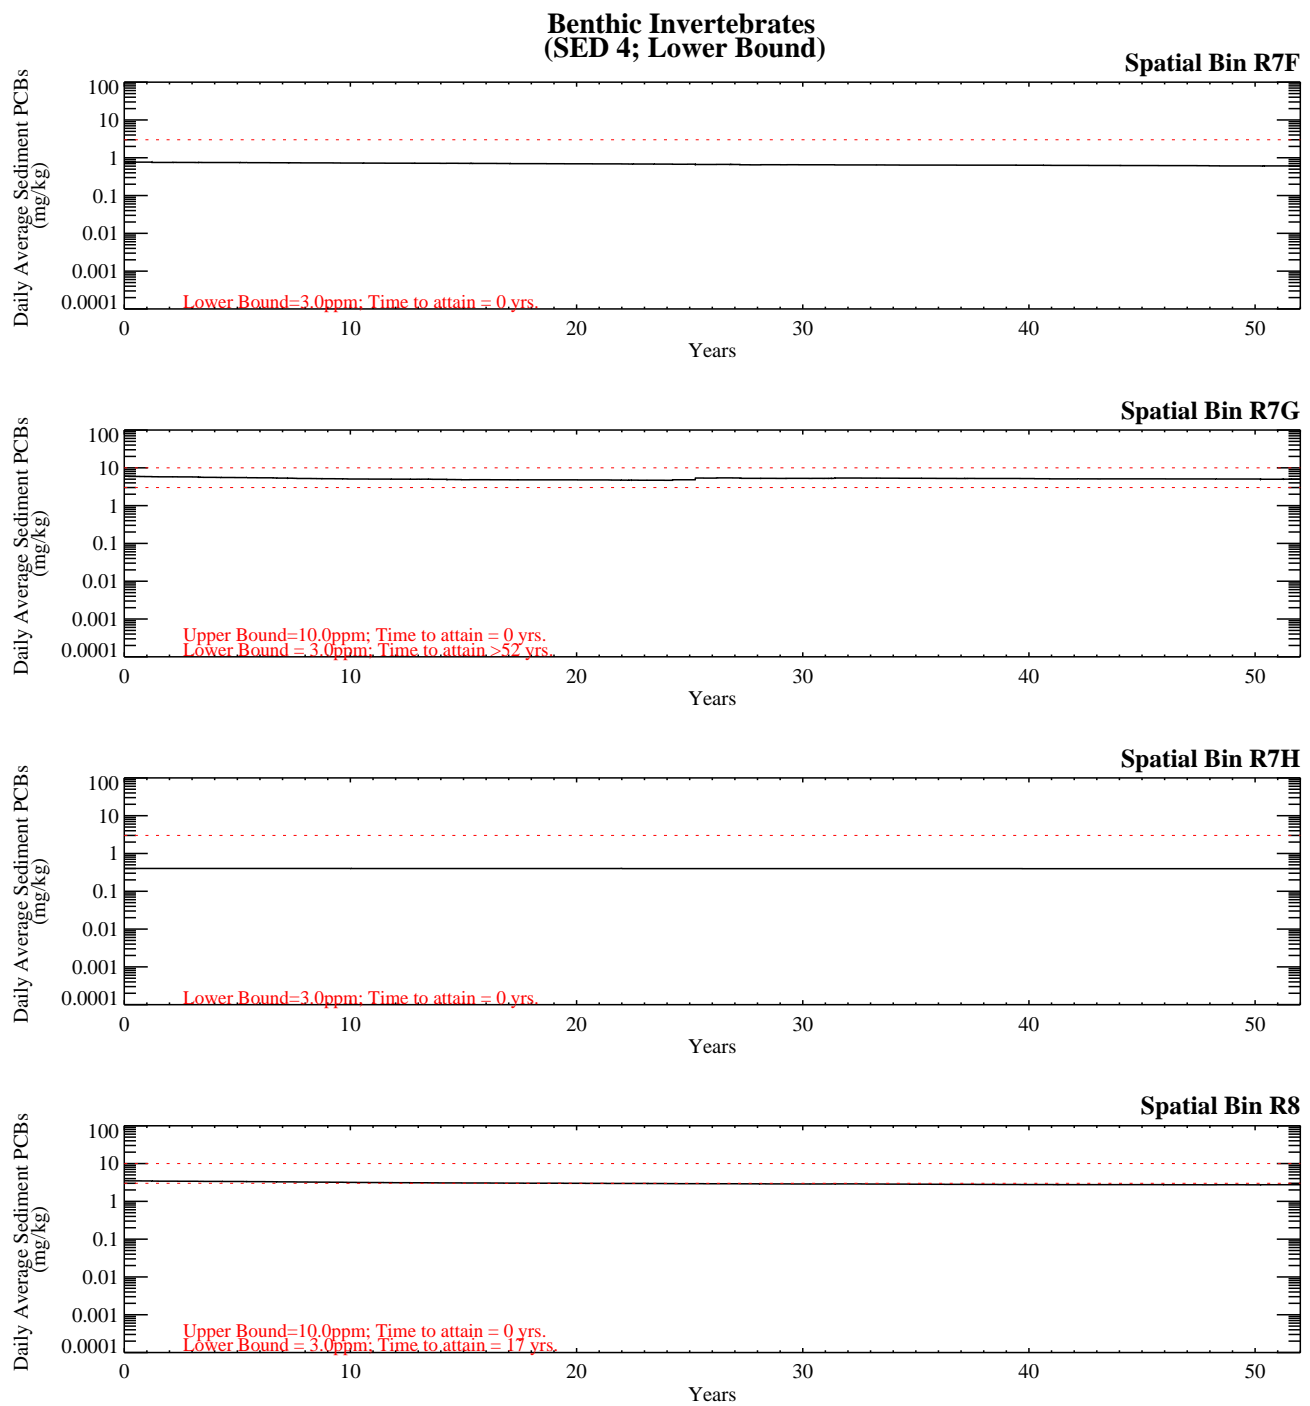 Benthic Invertebrates
(SED 4; Lower Bound)
Spatial Bin R7F
Daily Average Sediment PCBs
(mg/kg)
100
10
1
0.1
0.01
0.001
0.0001
Lower Bound=3.0ppm; Time to attain = 0 yrs.
0 10 20 30 40 50
Years
Spatial Bin R7G
Daily Average Sediment PCBs
(mg/kg)
100
10
1
0.1
0.01
0.001
0.0001
Upper Bound=10.0ppm; Time to attain = 0 yrs.
Lower Bound = 3.0ppm; Time to attain >52 yrs.
0 10 20 30 40 50
Years
Spatial Bin R7H
Daily Average Sediment PCBs
(mg/kg)
100
10
1
0.1
0.01
0.001
0.0001
Lower Bound=3.0ppm; Time to attain = 0 yrs.
0 10 20 30 40 50
Years
Spatial Bin R8
Daily Average Sediment PCBs
(mg/kg)
100
10
1
0.1
0.01
0.001
0.0001
Upper Bound=10.0ppm; Time to attain = 0 yrs.
Lower Bound = 3.0ppm; Time to attain = 17 yrs.
0 10 20 30 40 50
Years